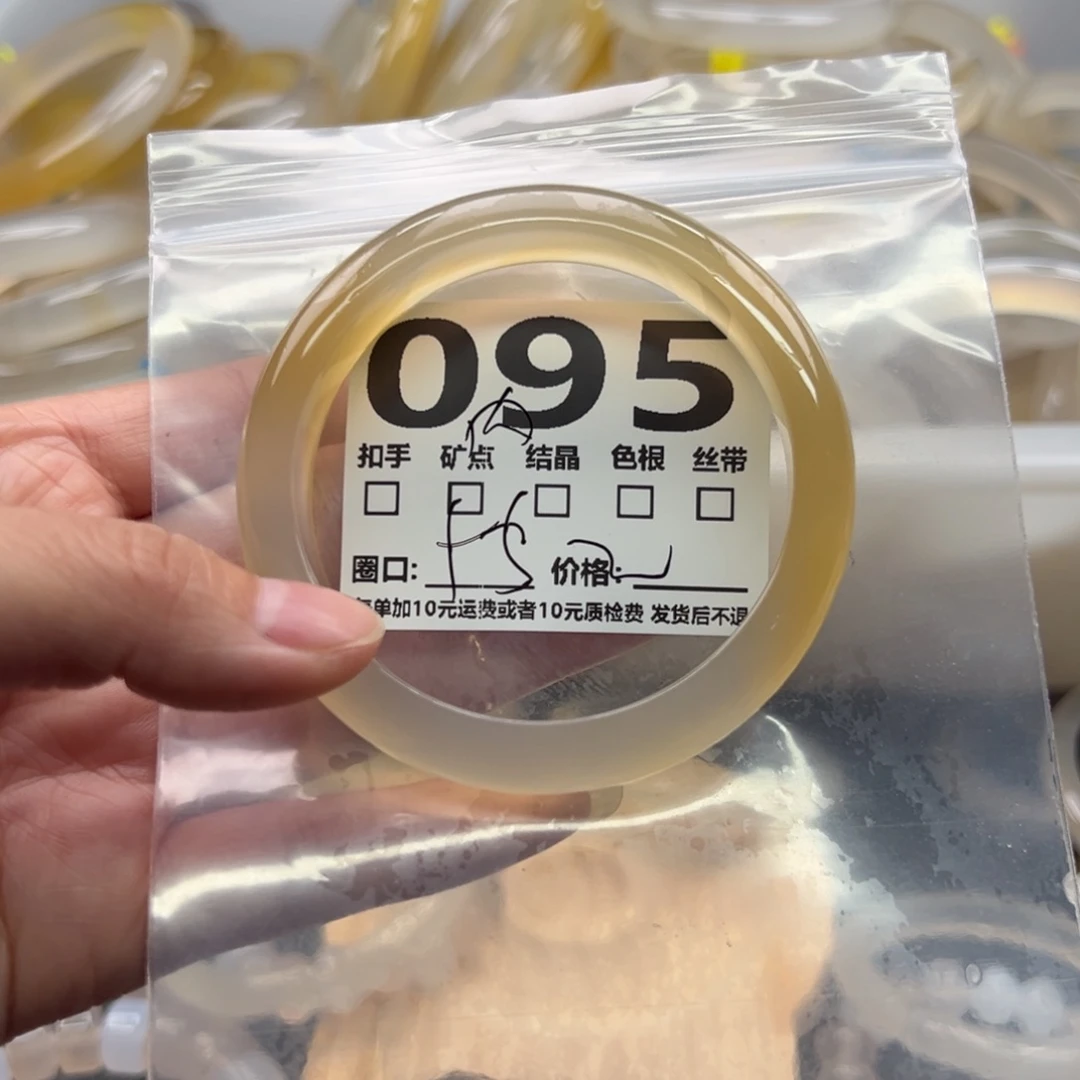 095
扣手 矿点 结晶 色根 丝带
圈口: 价格:
单加10元运费或者10元质检费 发货后不退